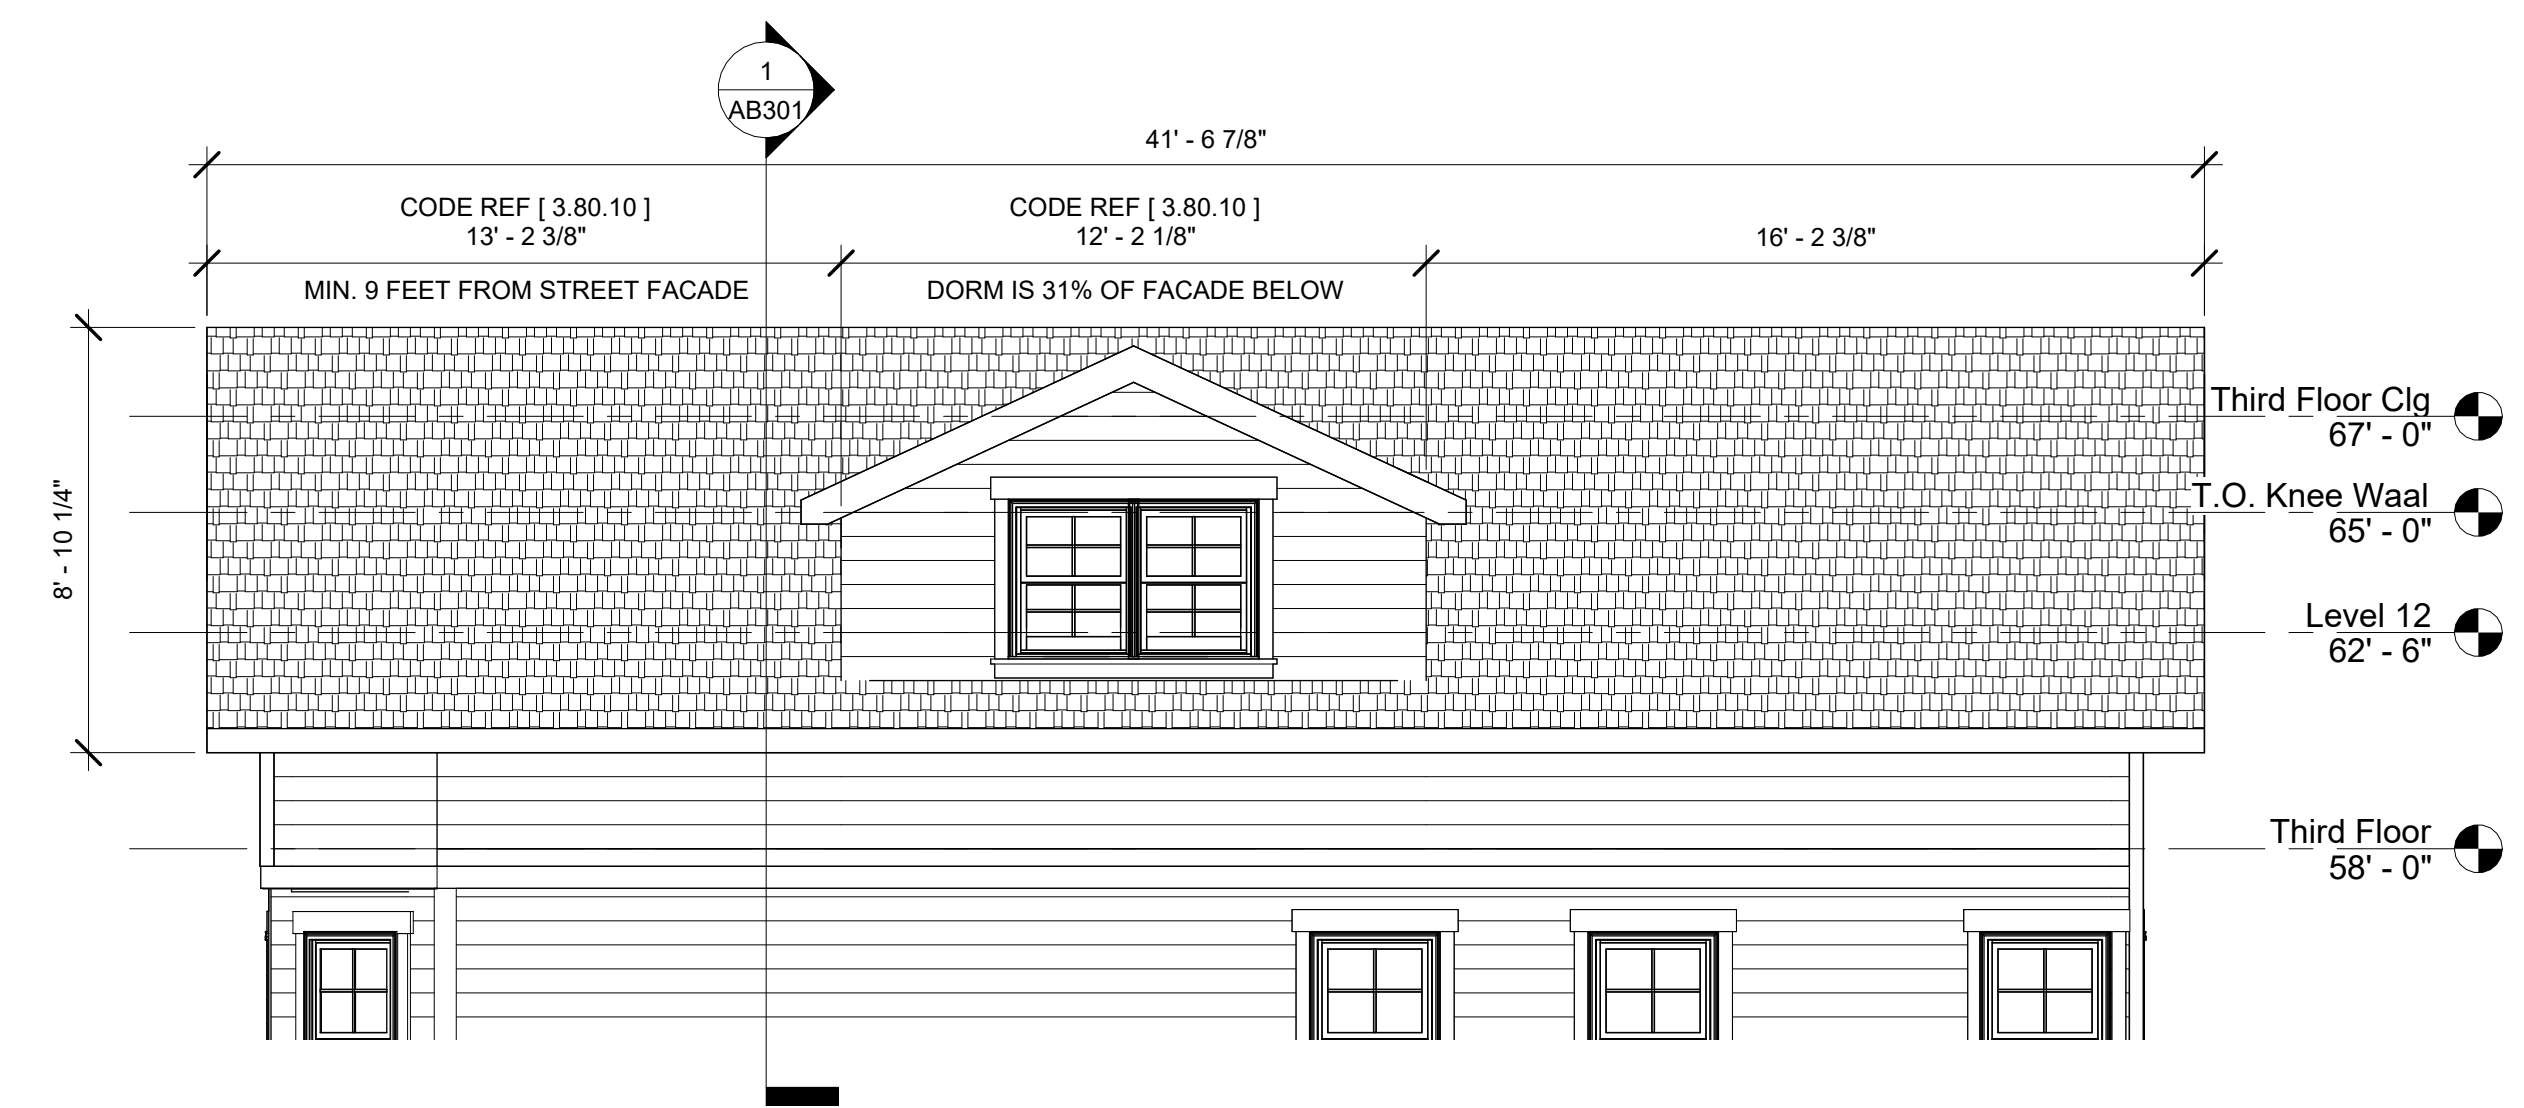 1
AB301
41' - 6 7/8"
CODE REF [ 3.80.10 ]
13' - 2 3/8"
MIN. 9 FEET FROM STREET FACADE
CODE REF [ 3.80.10 ]
12' - 2 1/8"
DORM IS 31% OF FACADE BELOW
16' - 2 3/8"
8' - 10 1/4"
Third Floor Clg
67' - 0"
T.O. Knee Waal
65' - 0"
Level 12
62' - 6"
Third Floor
58' - 0"